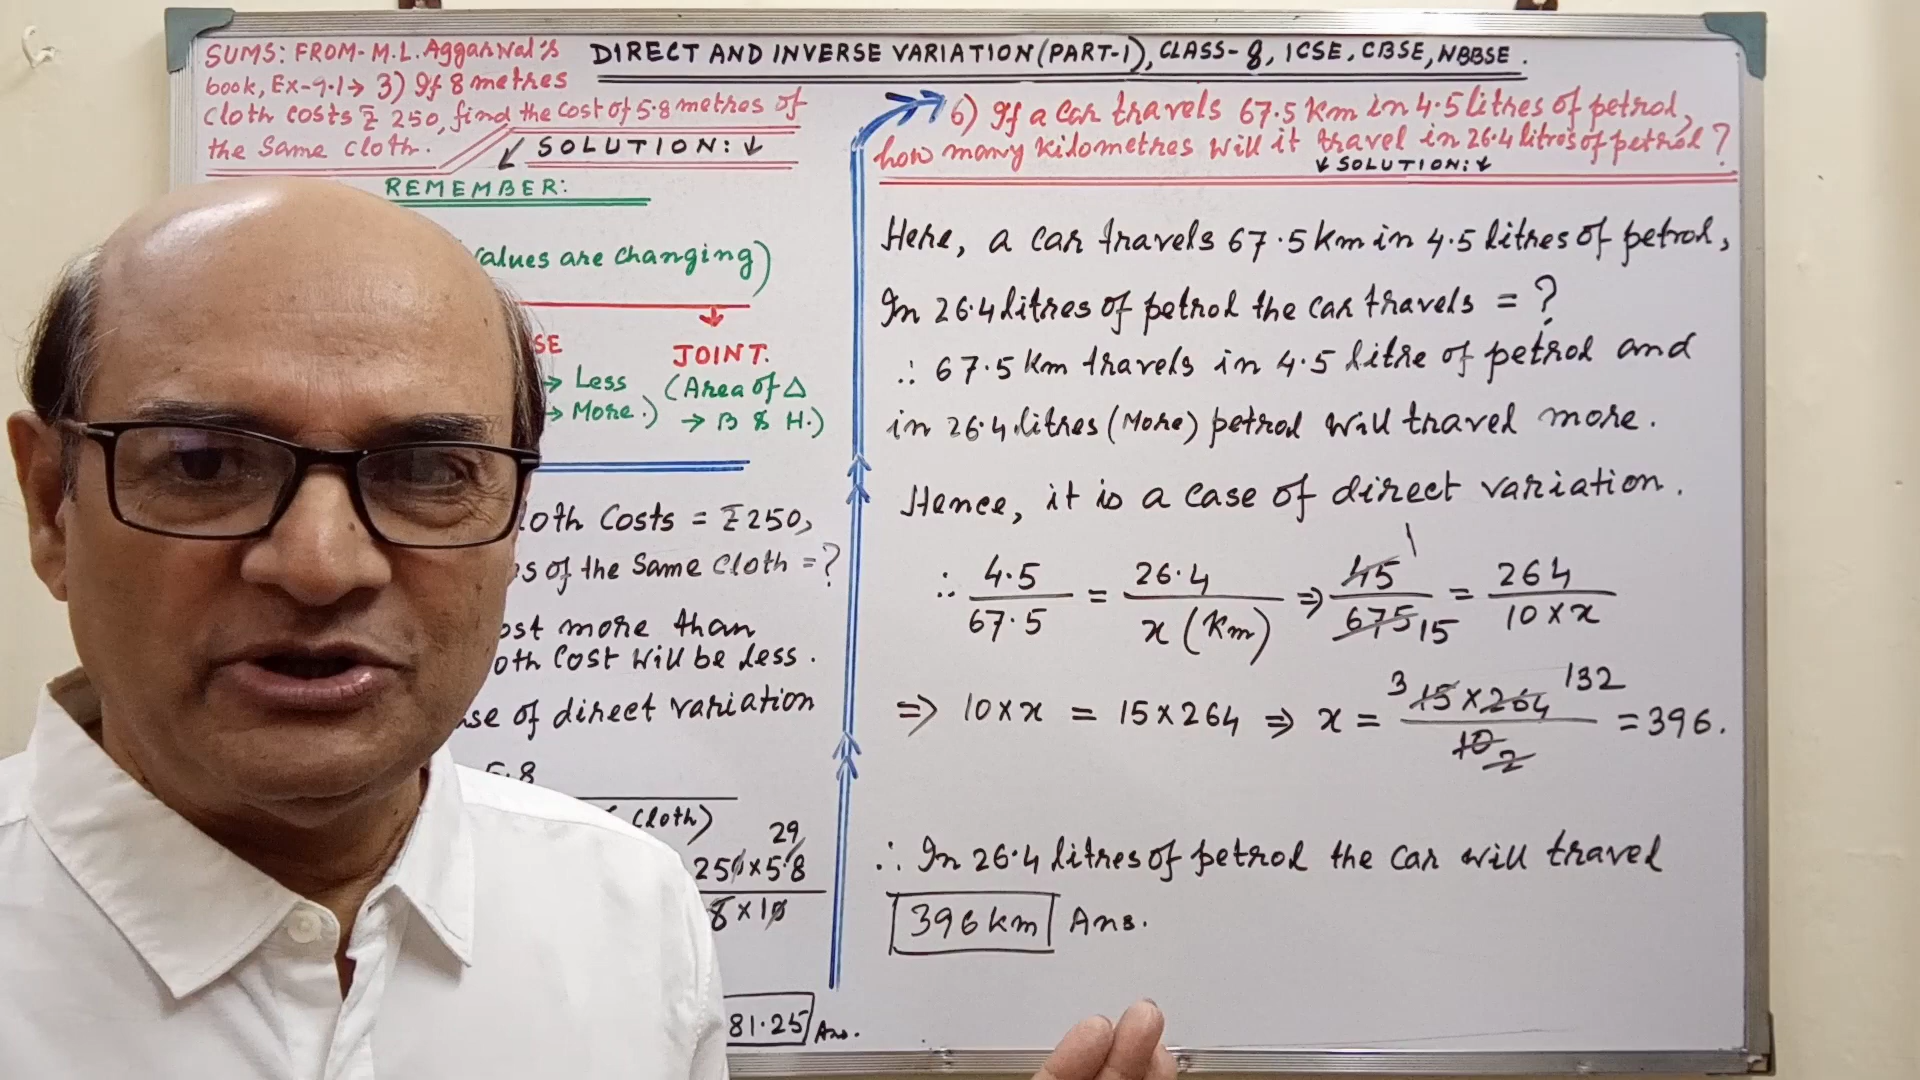 SUMS: FROM- M.L. Aggarwal's
book, Ex-9.1→ 3) If 8 metres
cloth costs ₹ 250, find the cost of 5.8 metres of
the same cloth.
SOLUTION:
REMEMBER:
values are changing)
SE
→ Less
→ More.)
JOINT.
(Area of △
→ B & H.)
loth costs = ₹250,
s of the same cloth = ?
ost more than
oth cost will be less.
se of direct variation
5.8
cloth)
29
250×5.8
8×10
81.25 Ans.
DIRECT AND INVERSE VARIATION (PART-1), CLASS-8, ICSE, CBSE, NBBSE.
6) If a car travels 67.5 km in 4.5 litres of petrol,
how many kilometres will it travel in 26.4 litres of petrol?
↓ SOLUTION: ↓
Here, a car travels 67.5 km in 4.5 litres of petrol,
In 26.4 litres of petrol the car travels = ?
∴ 67.5 km travels in 4.5 litre of petrol and
in 26.4 litres (More) petrol will travel more.
Hence, it is a case of direct variation.
∴ 4.5/67.5 = 26.4/x (km) ⇒ 45 1/675 15 = 264/10×x
⇒ 10×x = 15×264 ⇒ x = 3 15×264 132/10 2 = 396.
∴ In 26.4 litres of petrol the car will travel
396 km Ans.